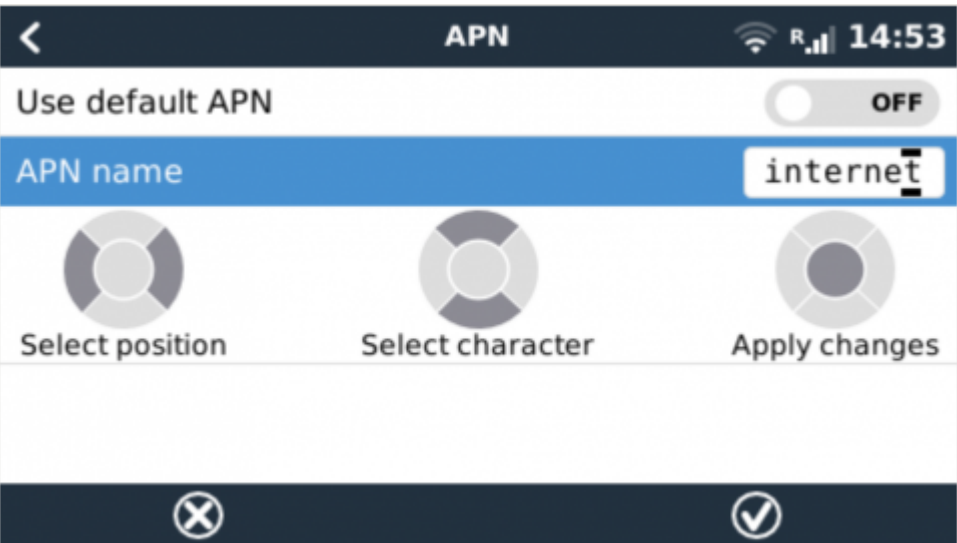 APN
R 14:53
Use default APN OFF
APN name internet
Select position Select character Apply changes